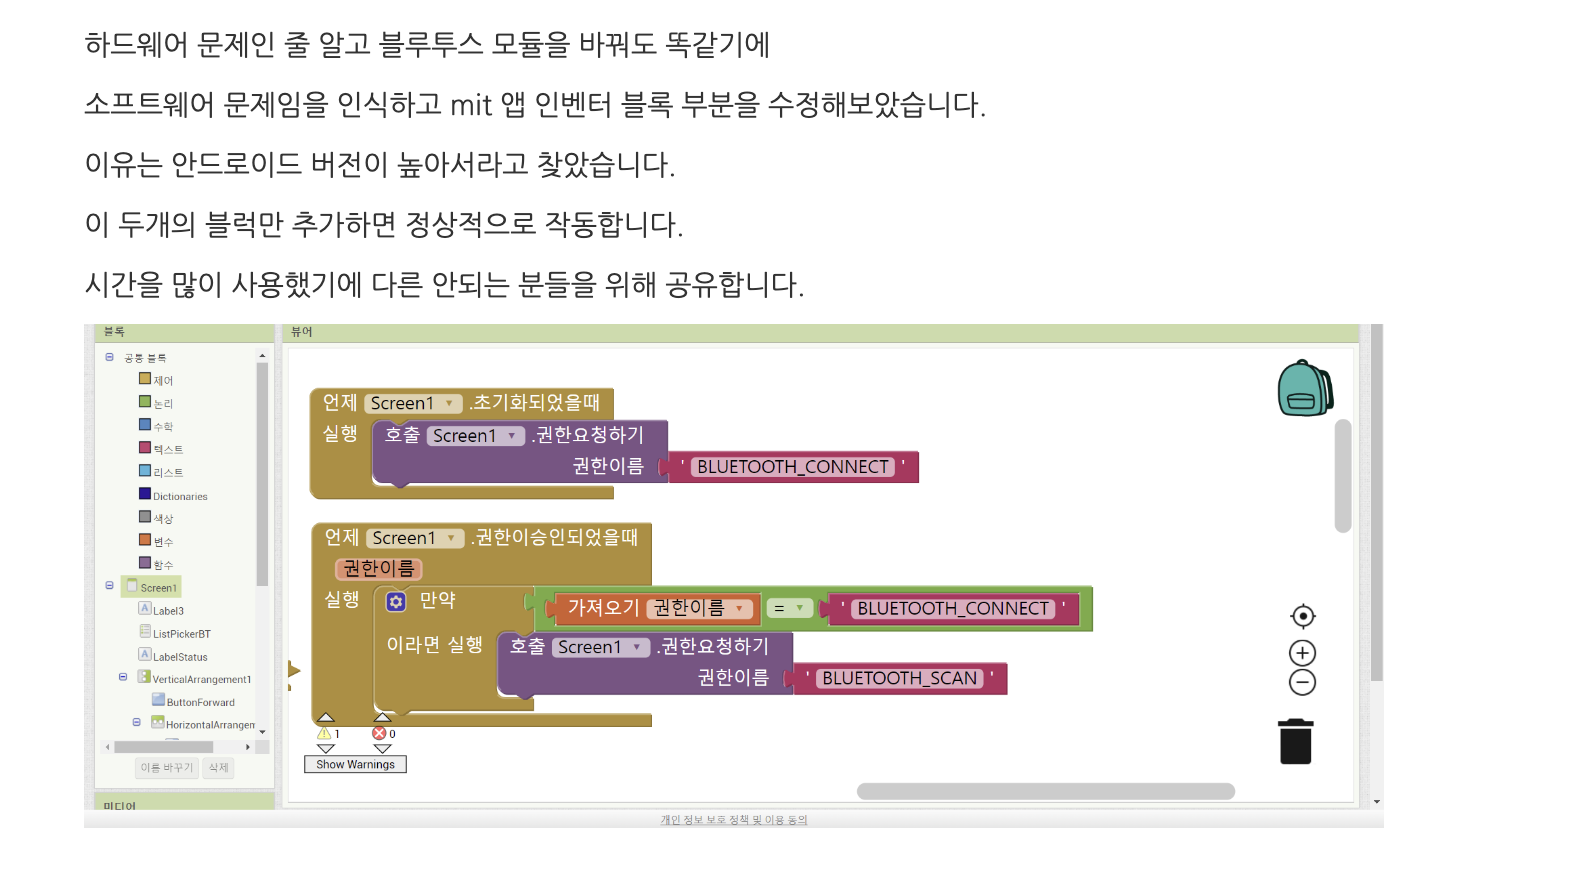 하드웨어 문제인 줄 알고 블루투스 모듈을 바꿔도 똑같기에
소프트웨어 문제임을 인식하고 mit 앱 인벤터 블록 부분을 수정해보았습니다.
이유는 안드로이드 버전이 높아서라고 찾았습니다.
이 두개의 블럭만 추가하면 정상적으로 작동합니다.
시간을 많이 사용했기에 다른 안되는 분들을 위해 공유합니다.
블록
뷰어
공통 블록
제어
논리
수학
텍스트
리스트
Dictionaries
색상
변수
함수
Screen1
Label3
ListPickerBT
LabelStatus
VerticalArrangement1
ButtonForward
HorizontalArrangem
이름 바꾸기 삭제
미디어
언제 Screen1 .초기화되었을때
실행 호출 Screen1 .권한요청하기
권한이름 ' BLUETOOTH_CONNECT '
언제 Screen1 .권한이승인되었을때
권한이름
실행 만약 가져오기 권한이름 = ' BLUETOOTH_CONNECT '
이라면 실행 호출 Screen1 .권한요청하기
권한이름 ' BLUETOOTH_SCAN '
1 0
Show Warnings
개인 정보 보호 정책 및 이용 동의